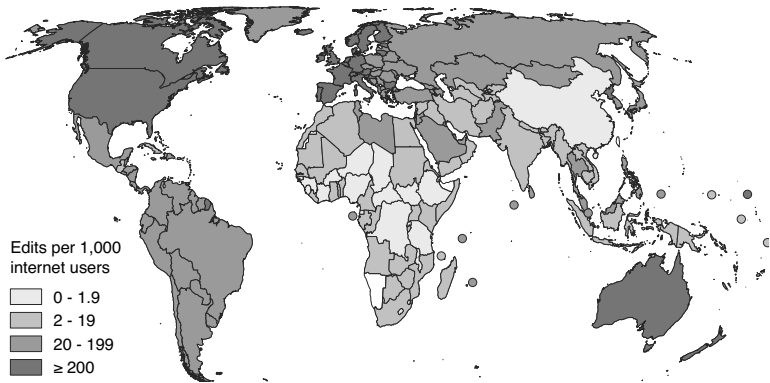 Edits per 1,000
internet users
0 - 1.9
2 - 19
20 - 199
≥ 200